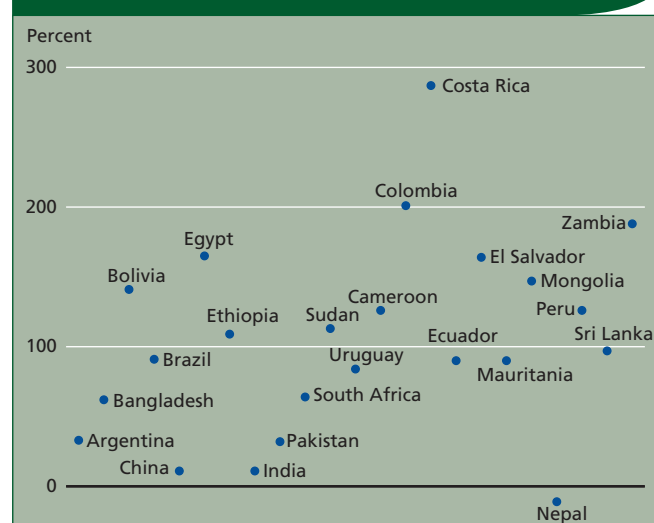 Percent
300
Costa Rica
Colombia
200
Zambia
Egypt
El Salvador
Bolivia
Mongolia
Cameroon
Ethiopia
Sudan
Peru
Ecuador
Sri Lanka
100
Brazil
Uruguay
Mauritania
Bangladesh
South Africa
Argentina
Pakistan
China
India
0
Nepal